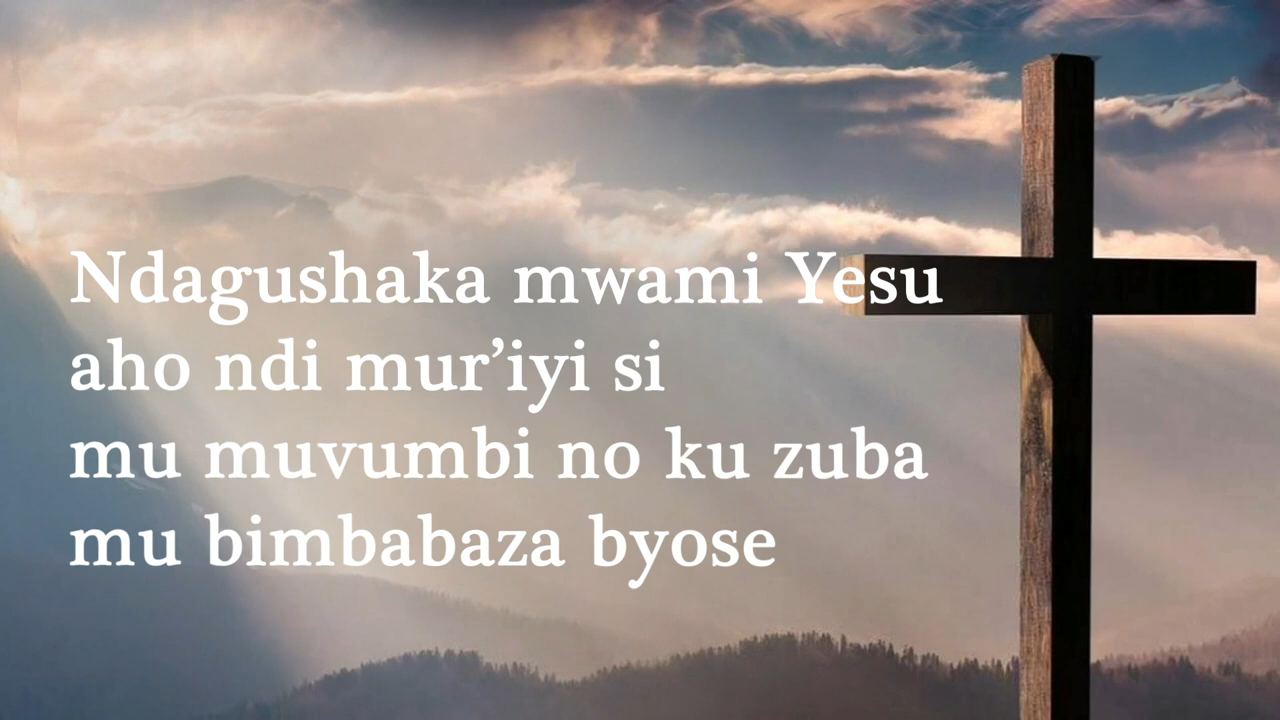 Ndagushaka mwami Yesu
aho ndi mur’iyi si
mu muvumbi no ku zuba
mu bimbabaza byose